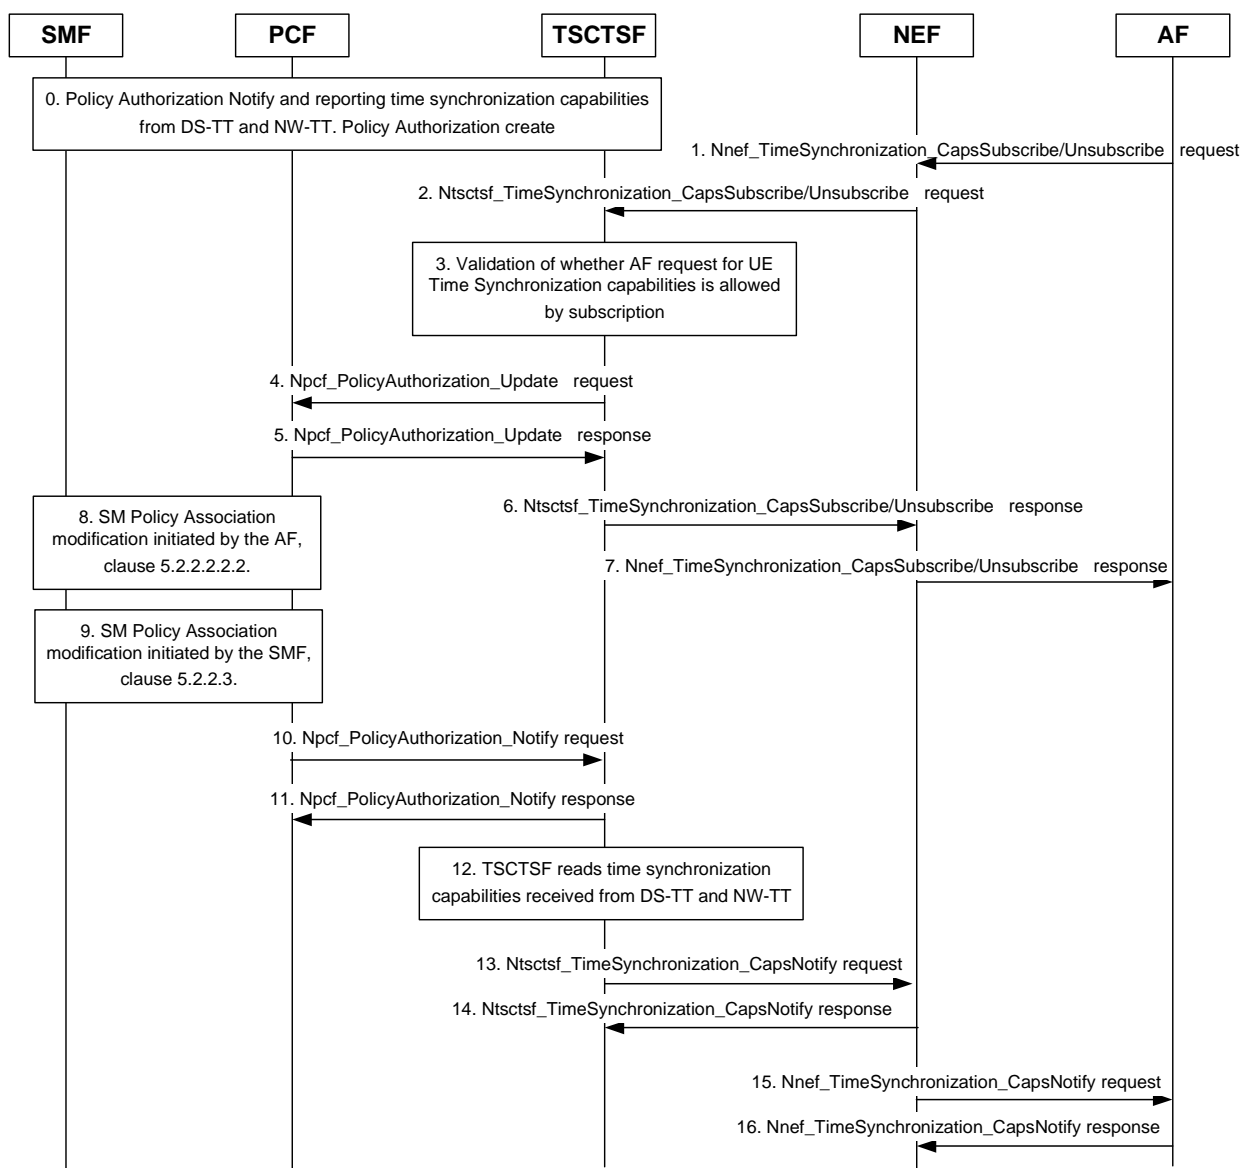 SMF
PCF
TSCTSF
NEF
AF
0. Policy Authorization Notify and reporting time synchronization capabilities
from DS-TT and NW-TT. Policy Authorization create
1. Nnef_TimeSynchronization_CapsSubscribe/Unsubscribe request
2. Ntsctsf_TimeSynchronization_CapsSubscribe/Unsubscribe request
3. Validation of whether AF request for UE
Time Synchronization capabilities is allowed
by subscription
4. Npcf_PolicyAuthorization_Update request
5. Npcf_PolicyAuthorization_Update response
6. Ntsctsf_TimeSynchronization_CapsSubscribe/Unsubscribe response
7. Nnef_TimeSynchronization_CapsSubscribe/Unsubscribe response
8. SM Policy Association
modification initiated by the AF,
clause 5.2.2.2.2.2.
9. SM Policy Association
modification initiated by the SMF,
clause 5.2.2.3.
10. Npcf_PolicyAuthorization_Notify request
11. Npcf_PolicyAuthorization_Notify response
12. TSCTSF reads time synchronization
capabilities received from DS-TT and NW-TT
13. Ntsctsf_TimeSynchronization_CapsNotify request
14. Ntsctsf_TimeSynchronization_CapsNotify response
15. Nnef_TimeSynchronization_CapsNotify request
16. Nnef_TimeSynchronization_CapsNotify response